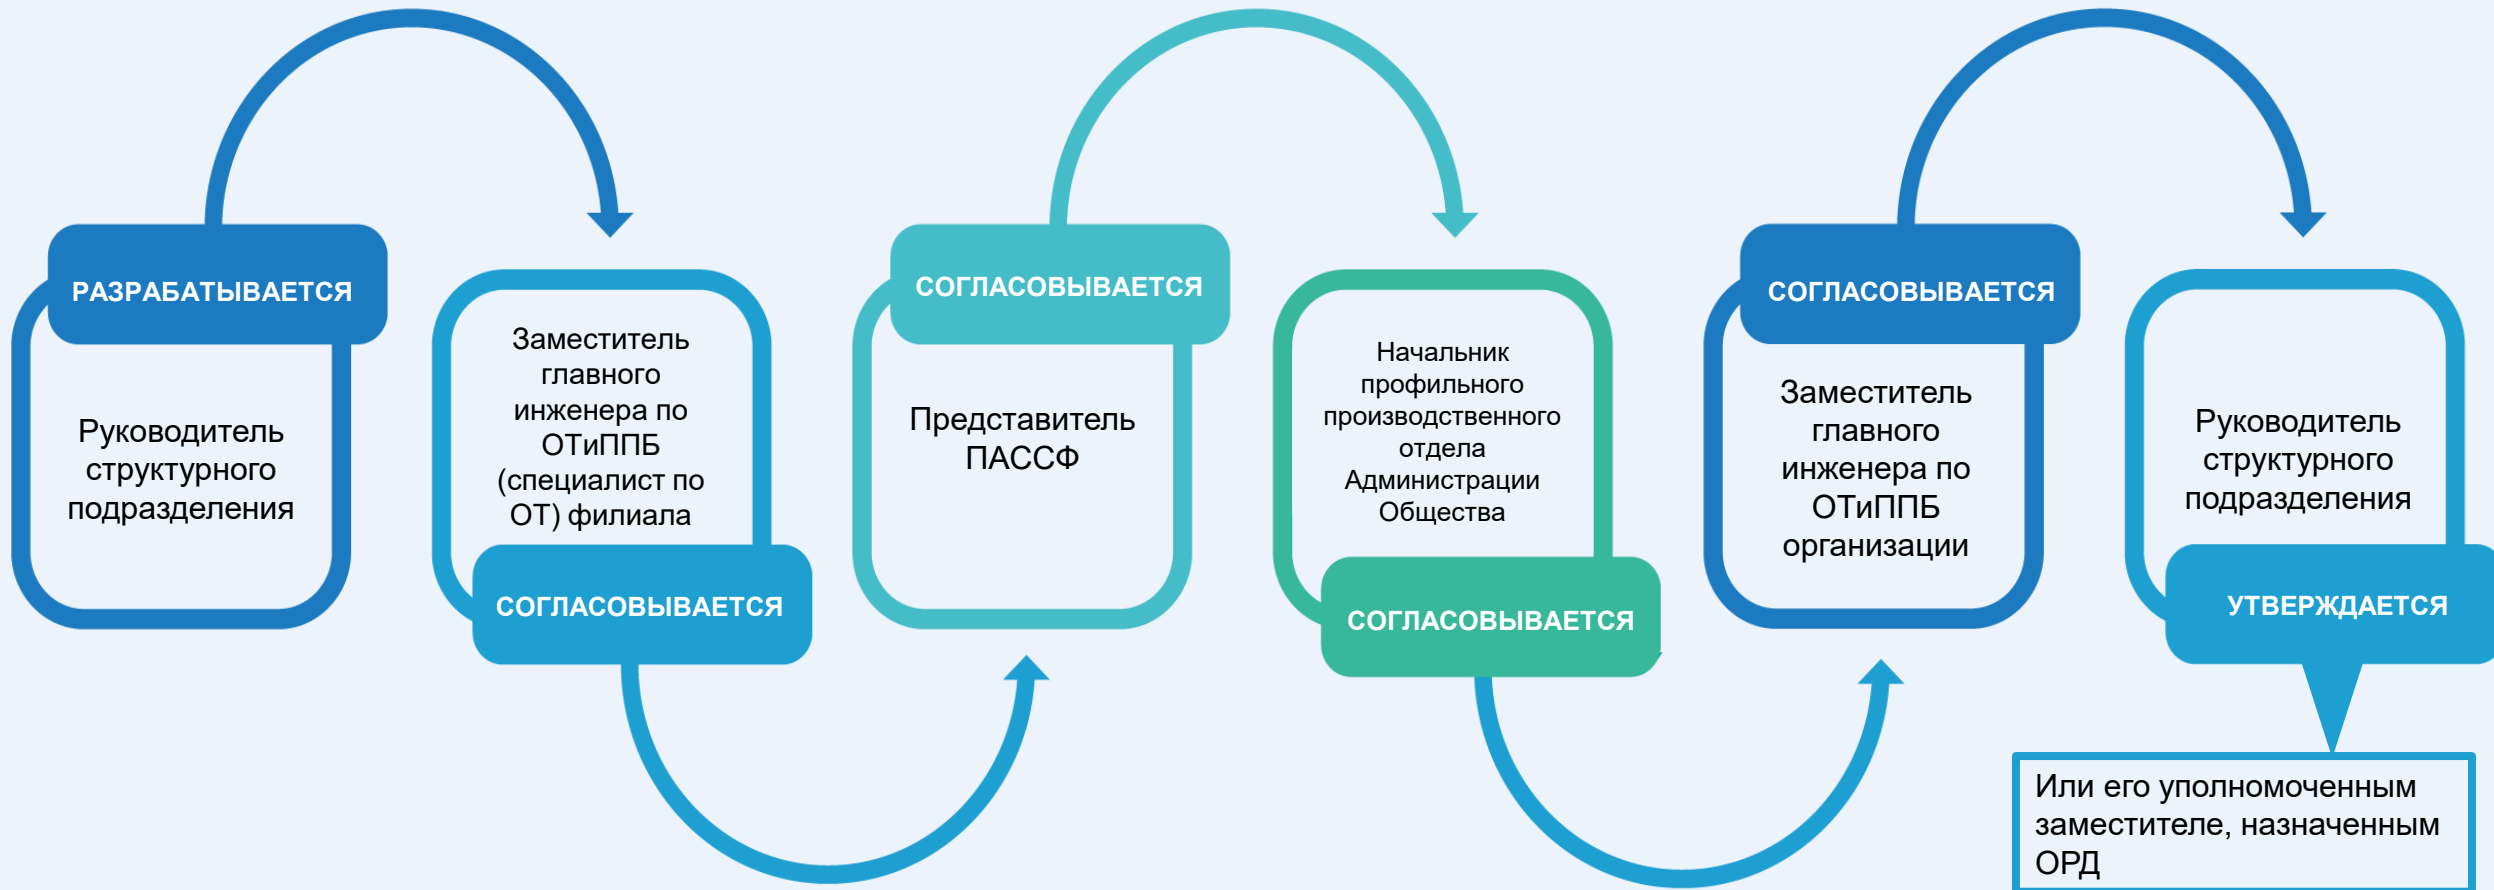 РАЗРАБАТЫВАЕТСЯ
Руководитель
структурного
подразделения
Заместитель
главного
инженера по
ОТиППБ
(специалист по
ОТ) филиала
СОГЛАСОВЫВАЕТСЯ
СОГЛАСОВЫВАЕТСЯ
Представитель
ПАССФ
Начальник
профильного
производственного
отдела
Администрации
Общества
СОГЛАСОВЫВАЕТСЯ
СОГЛАСОВЫВАЕТСЯ
Заместитель
главного
инженера по
ОТиППБ
организации
Руководитель
структурного
подразделения
УТВЕРЖДАЕТСЯ
Или его уполномоченным
заместителе, назначенным
ОРД